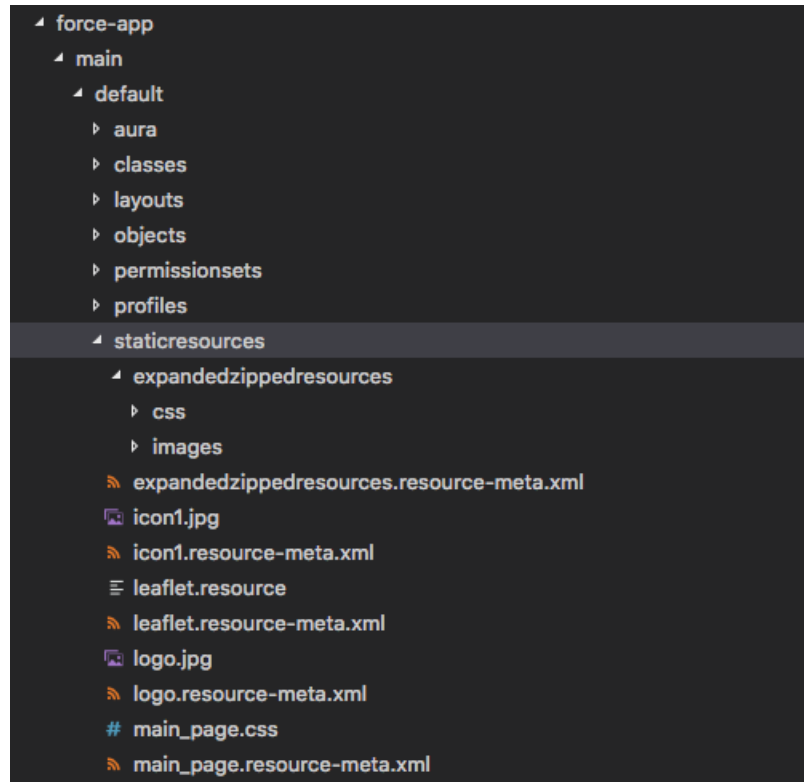 force-app
main
default
aura
classes
layouts
objects
permissionsets
profiles
staticresources
expandedzippedresources
css
images
expandedzippedresources.resource-meta.xml
icon1.jpg
icon1.resource-meta.xml
leaflet.resource
leaflet.resource-meta.xml
logo.jpg
logo.resource-meta.xml
# main_page.css
main_page.resource-meta.xml